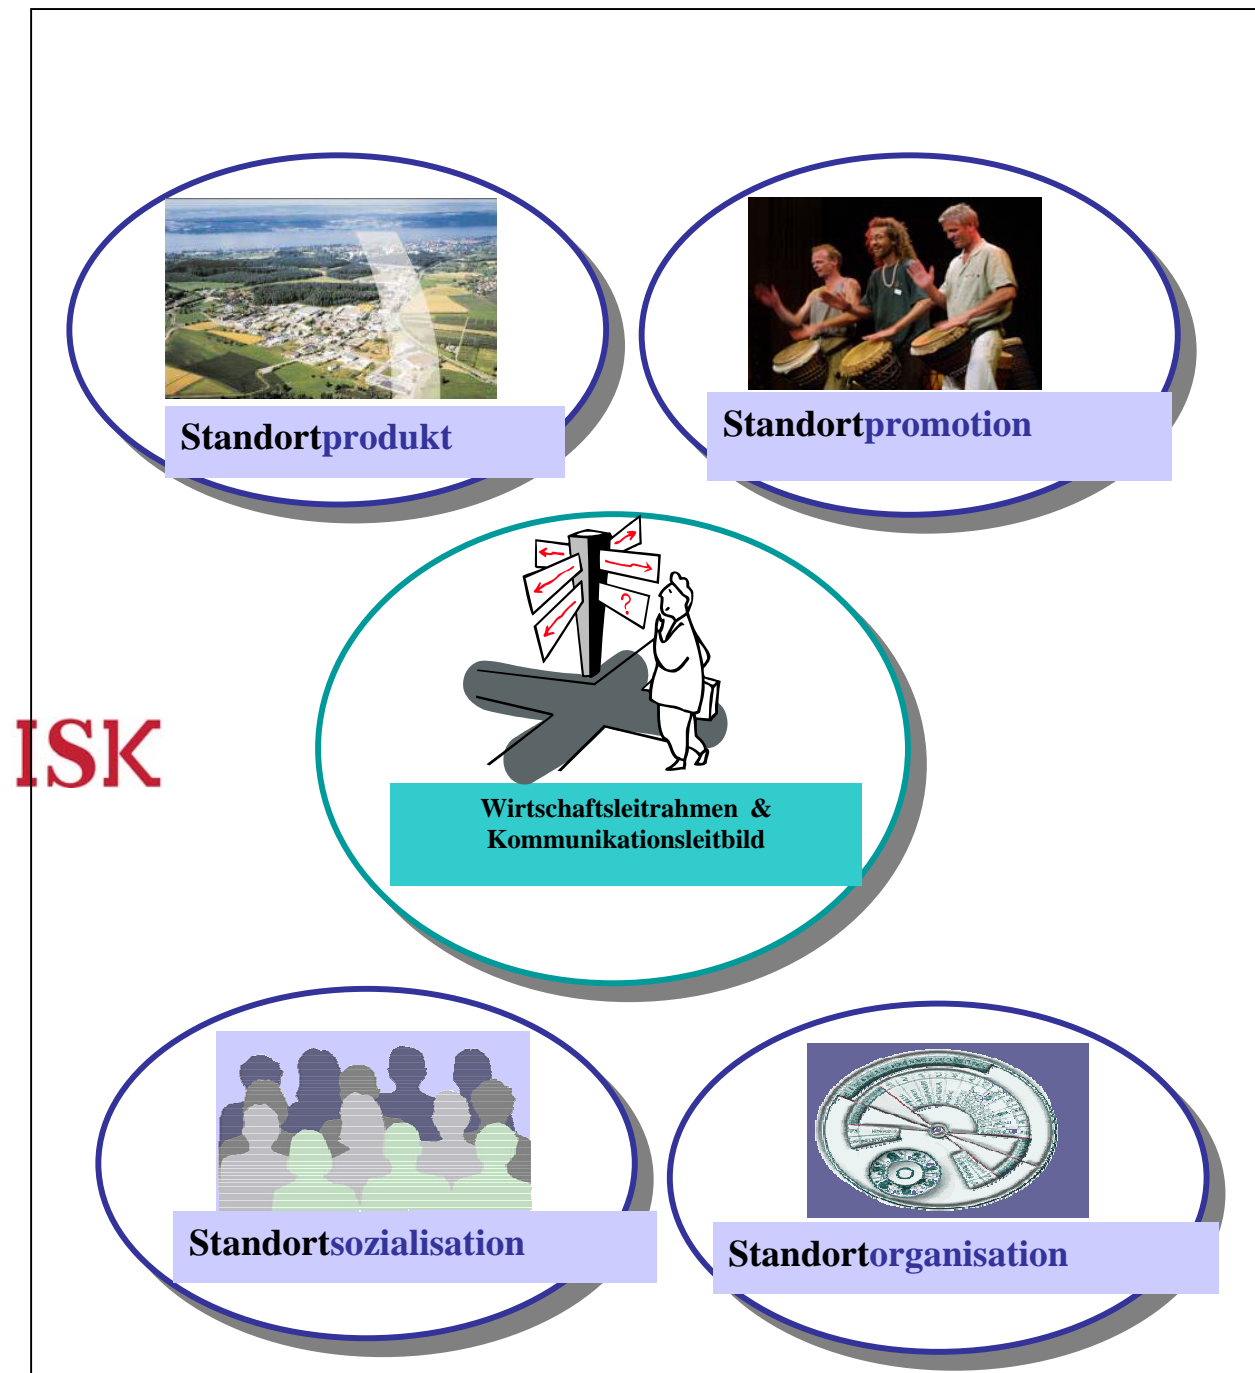 Standortprodukt
Standortpromotion
?
ISK
Wirtschaftsleitrahmen &
Kommunikationsleitbild
Standortsozialisation
Standortorganisation